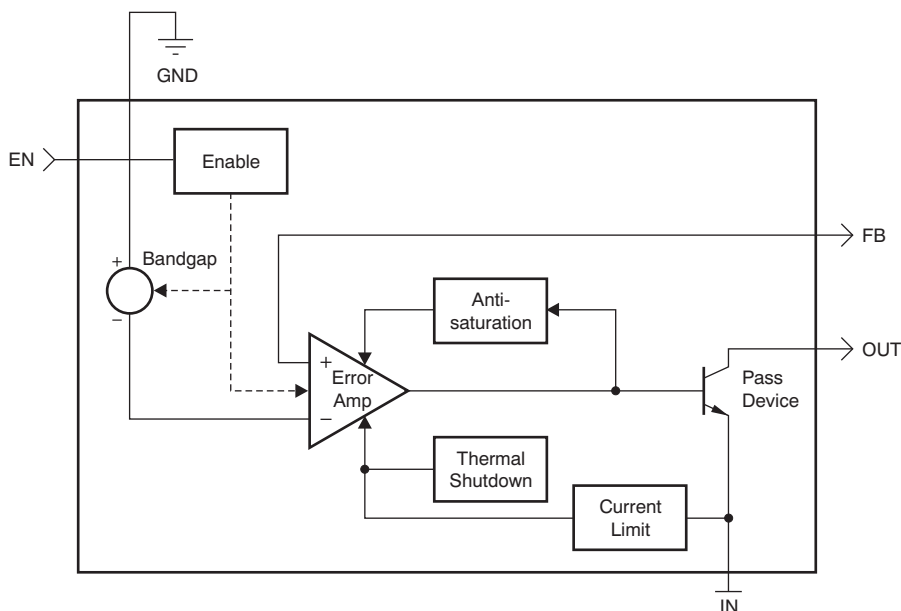 GND
EN
Enable
FB
+
Bandgap
−
Anti-
saturation
OUT
+
Error
Amp
−
Pass
Device
Thermal
Shutdown
Current
Limit
IN